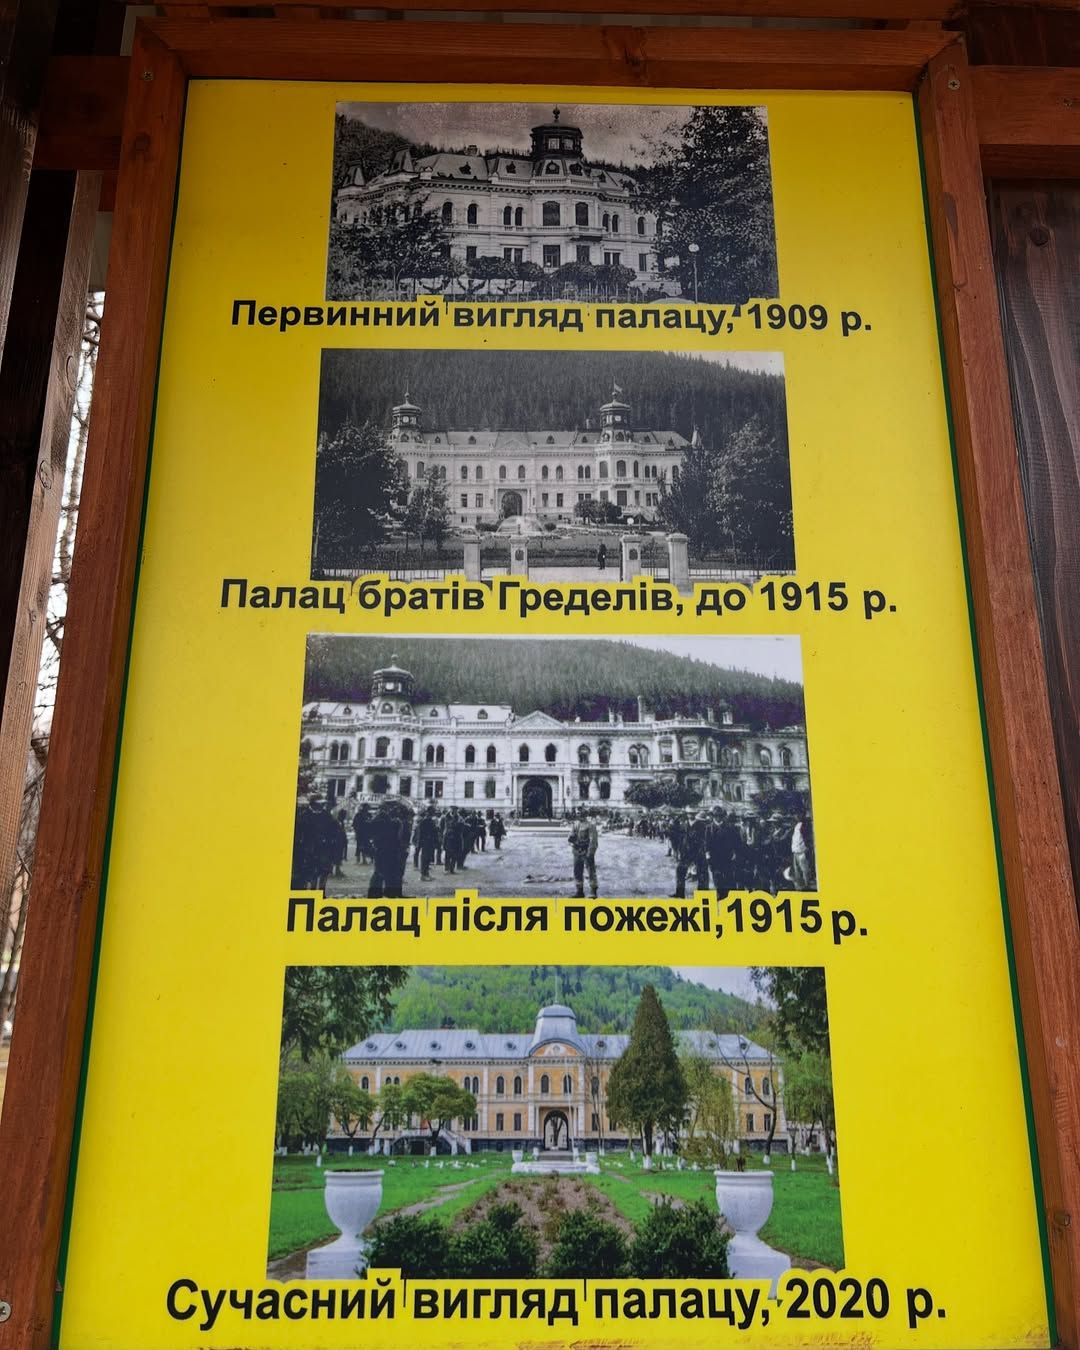 Первинний вигляд палацу, 1909 р.
Палац братів Гределів, до 1915 р.
Палац після пожежі, 1915 р.
Сучасний вигляд палацу, 2020 р.